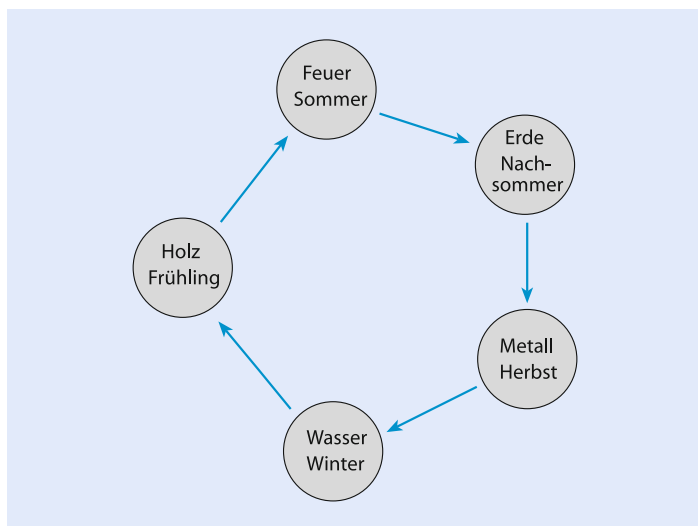 Feuer
Sommer
Erde
Nach-
sommer
Holz
Frühling
Metall
Herbst
Wasser
Winter